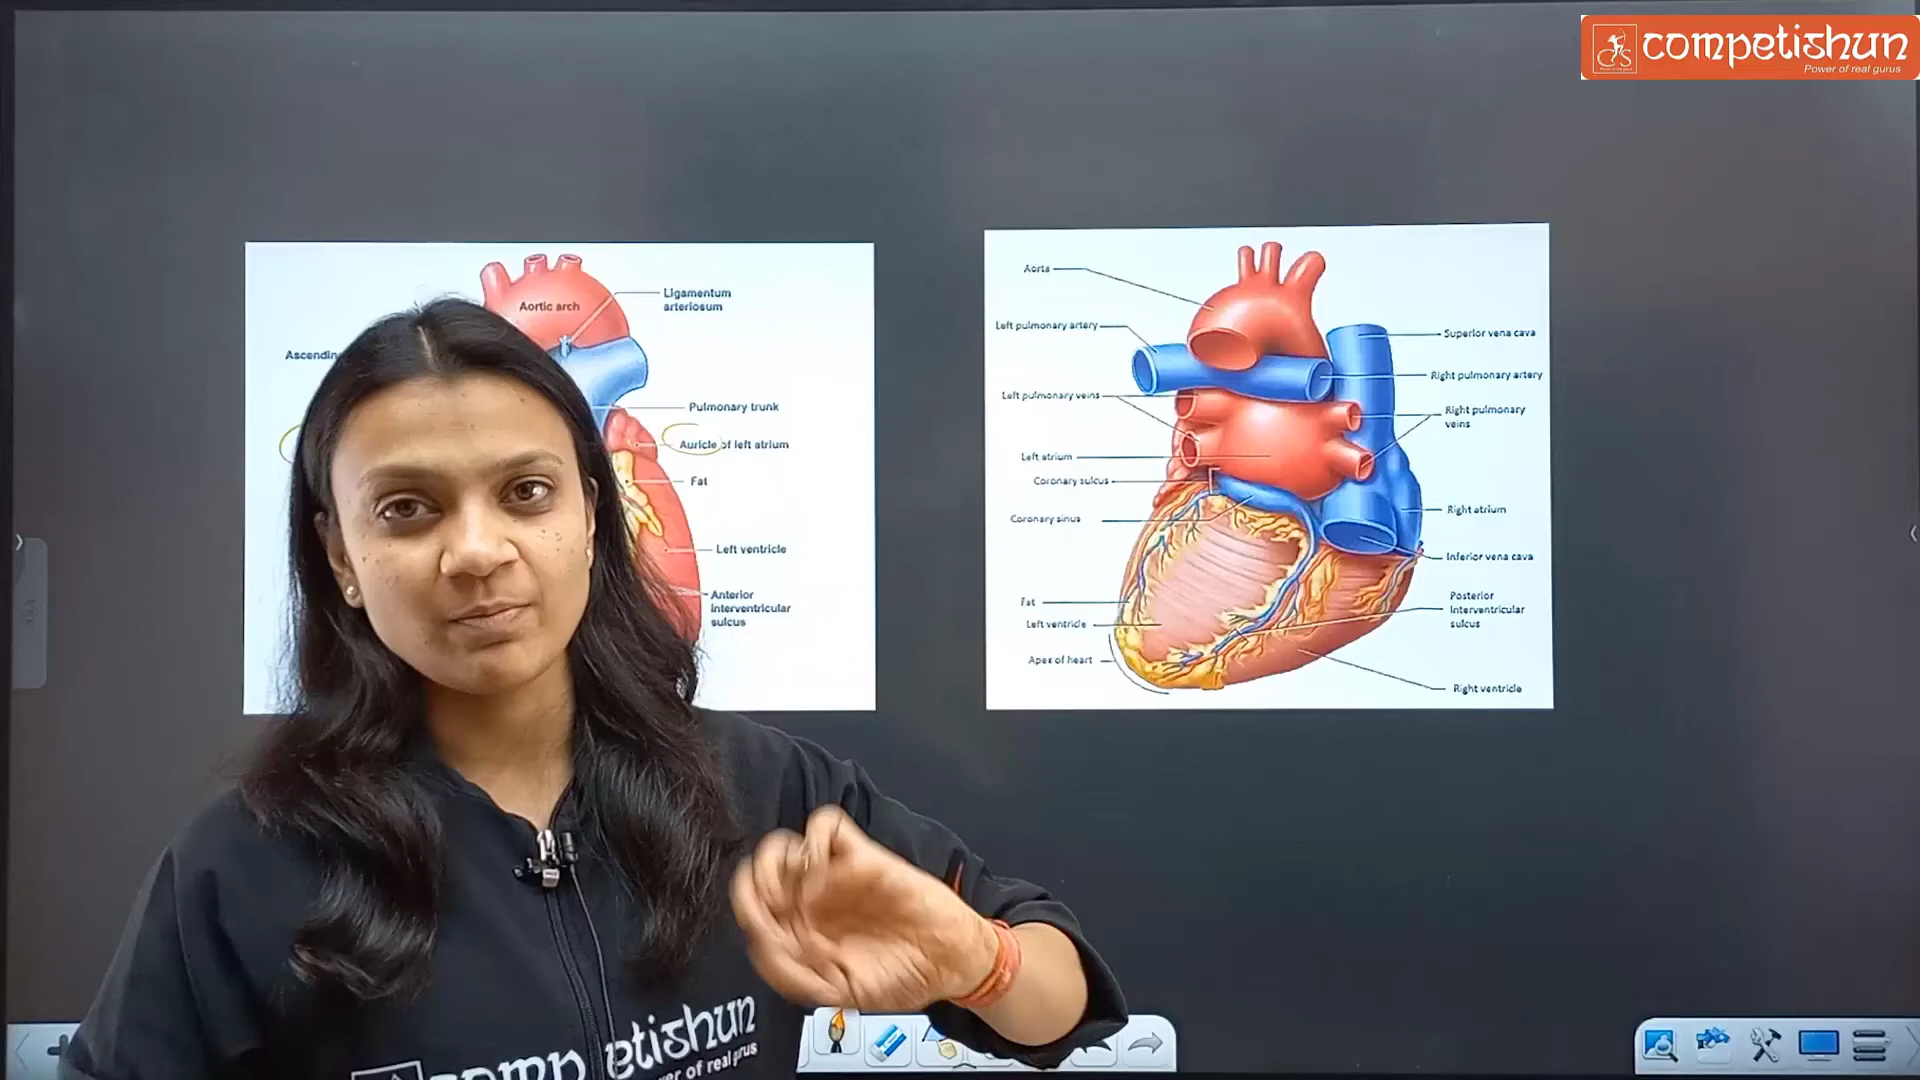 competishun
Power of real gurus
Aortic arch
Ligamentum
arteriosum
Pulmonary trunk
Auricle of left atrium
Fat
Left ventricle
Anterior
interventricular
sulcus
Aorta
Left pulmonary artery
Left pulmonary veins
Left atrium
Coronary sulcus
Coronary sinus
Fat
Left ventricle
Apex of heart
Superior vena cava
Right pulmonary artery
Right pulmonary
veins
Right atrium
Inferior vena cava
Posterior
interventricular
sulcus
Right ventricle
of real gurus